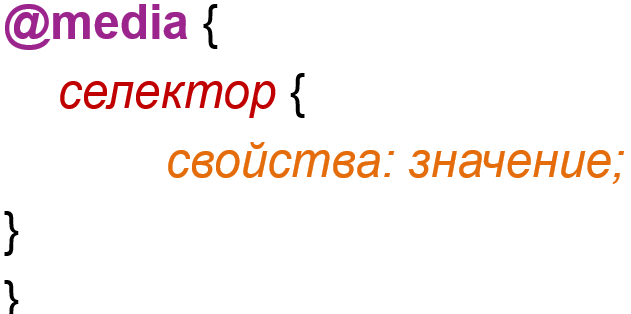 @media {
селектор {
свойства: значение;
}
}